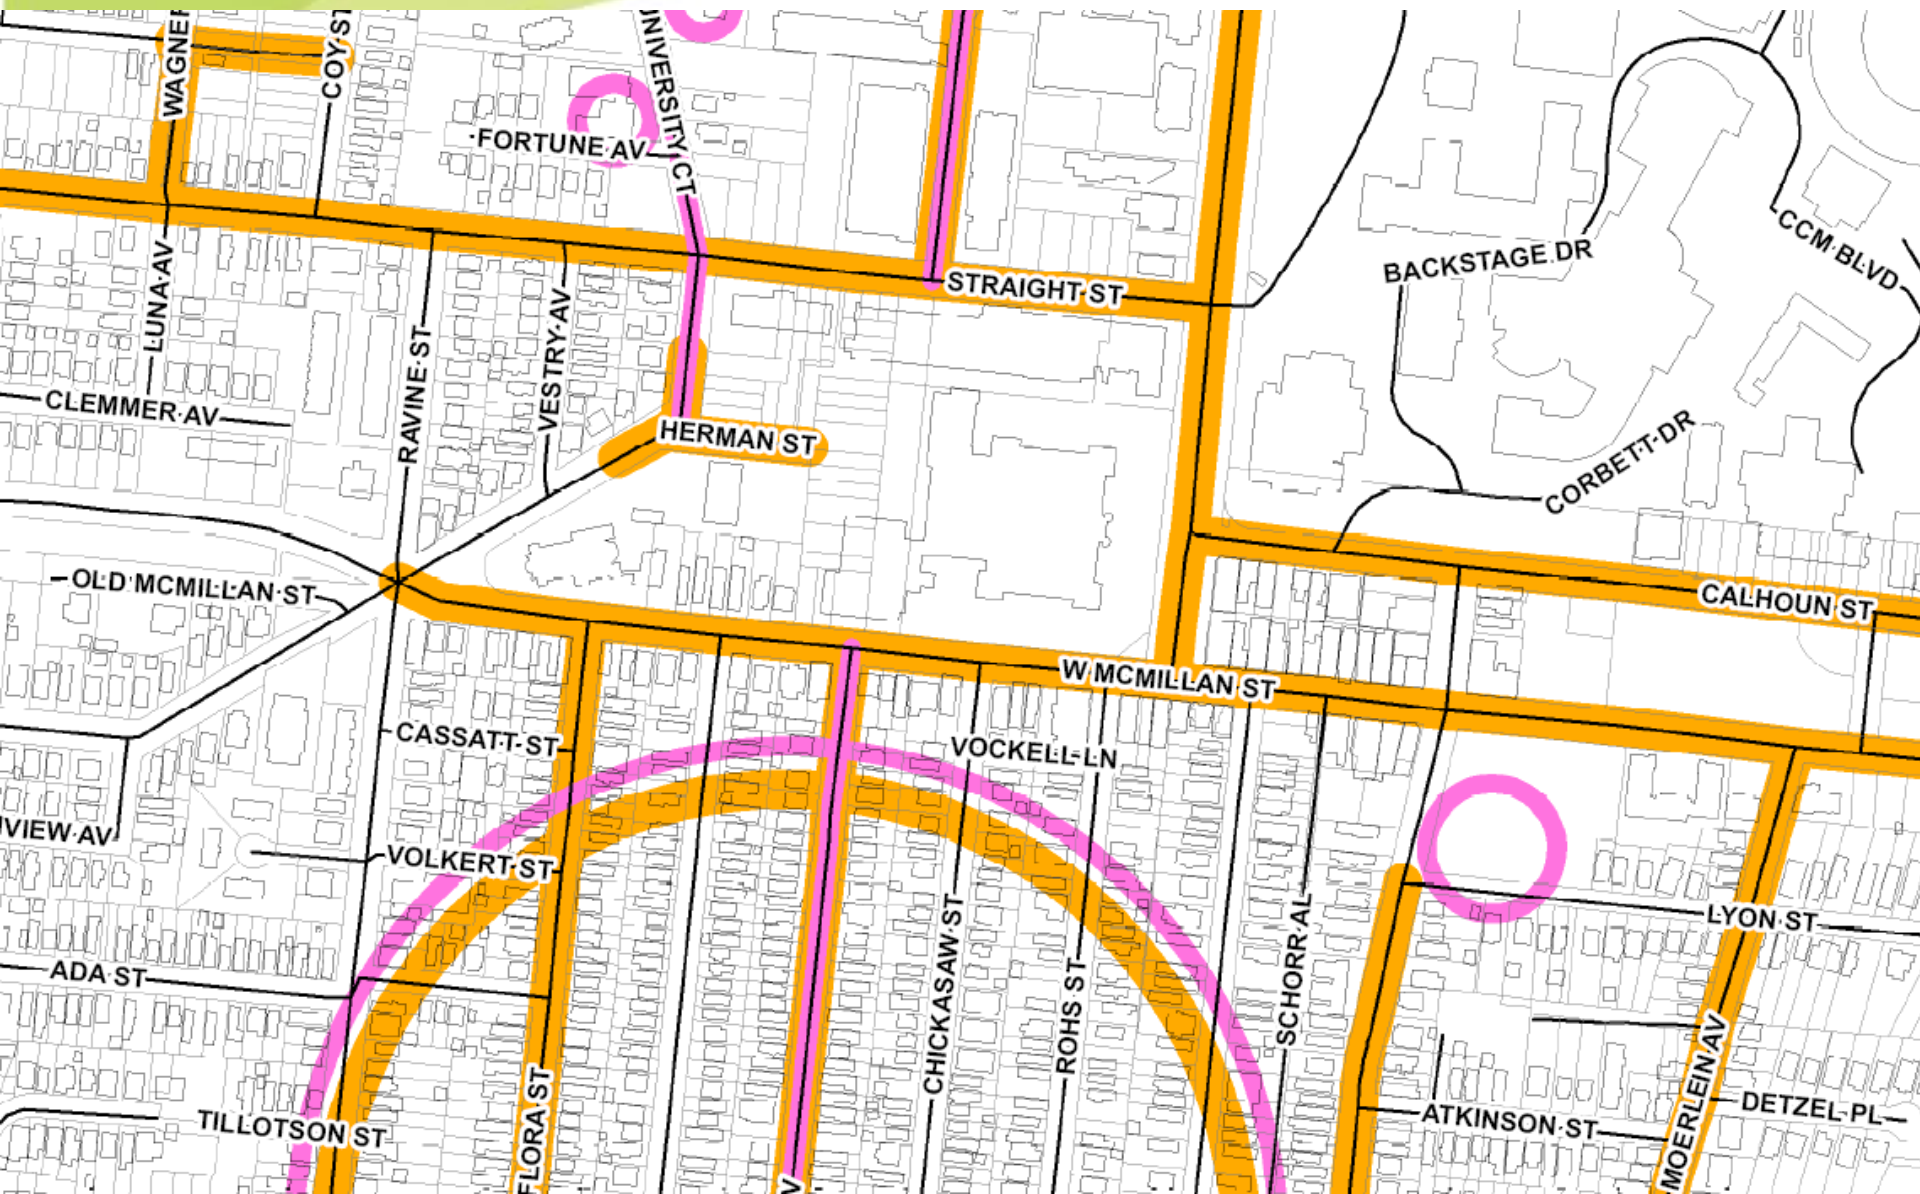 WAGNE
COY ST
UNIVERSITY CT
FORTUNE AV
STRAIGHT ST
BACKSTAGE DR
CCM BLVD
LUNA AV
RAVINE ST
VESTRY AV
CLEMMER AV
HERMAN ST
CORBETT DR
OLD MCMILLAN ST
CALHOUN ST
W MCMILLAN ST
CASSATT ST
VOCKELL LN
VIEW AV
VOLKERT ST
LYON ST
CHICKASAW ST
SCHORR AL
ADA ST
ROHS ST
MOERLEIN AV
FLORA ST
TILLOTSON ST
ATKINSON ST
DETZEL PL
V